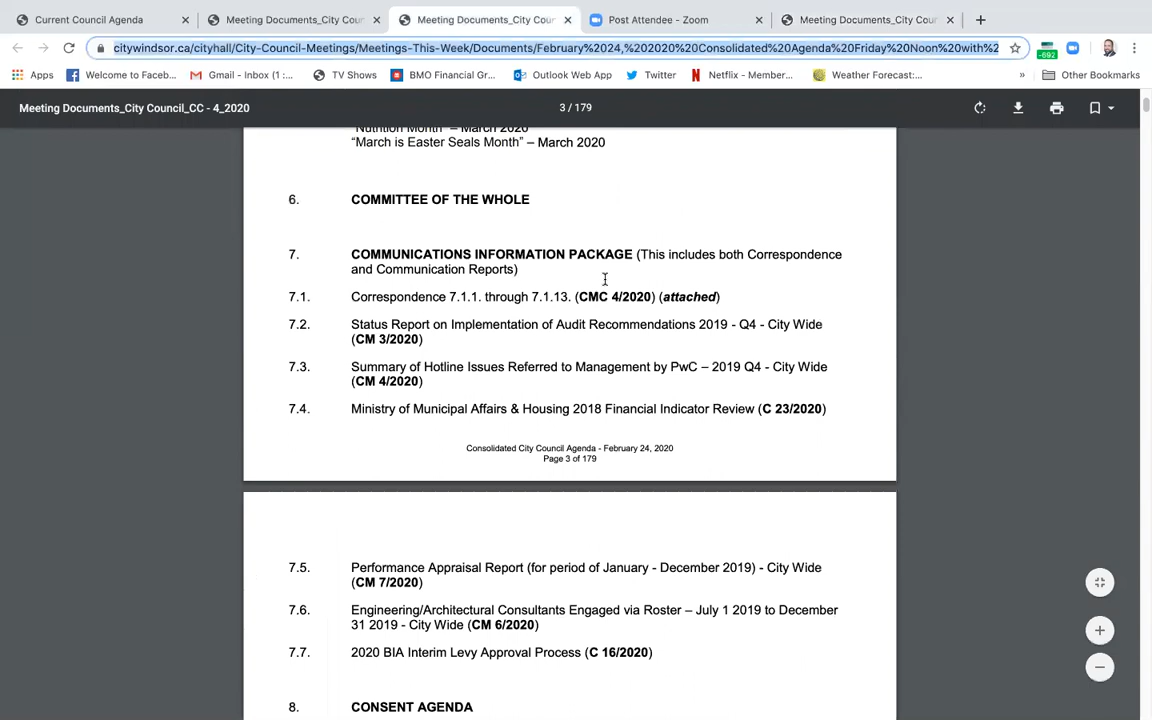 Current Council Agenda
Meeting Documents_City Coun
Meeting Documents_City Coun
Post Attendee - Zoom
Meeting Documents_City Coun
citywindsor.ca/cityhall/City-Council-Meetings/Meetings-This-Week/Documents/February%2024,%202020%20Consolidated%20Agenda%20Friday%20Noon%20with%2
-692
Apps
Welcome to Faceb...
Gmail - Inbox (1 :...
TV Shows
BMO Financial Gr...
Outlook Web App
Twitter
Netflix - Member...
Weather Forecast:...
»
Other Bookmarks
Meeting Documents_City Council_CC - 4_2020
3 / 179
"Nutrition Month" – March 2020
"March is Easter Seals Month" – March 2020
6. COMMITTEE OF THE WHOLE
7. COMMUNICATIONS INFORMATION PACKAGE (This includes both Correspondence
and Communication Reports)
7.1. Correspondence 7.1.1. through 7.1.13. (CMC 4/2020) (attached)
7.2. Status Report on Implementation of Audit Recommendations 2019 - Q4 - City Wide
(CM 3/2020)
7.3. Summary of Hotline Issues Referred to Management by PwC – 2019 Q4 - City Wide
(CM 4/2020)
7.4. Ministry of Municipal Affairs & Housing 2018 Financial Indicator Review (C 23/2020)
Consolidated City Council Agenda - February 24, 2020
Page 3 of 179
7.5. Performance Appraisal Report (for period of January - December 2019) - City Wide
(CM 7/2020)
7.6. Engineering/Architectural Consultants Engaged via Roster – July 1 2019 to December
31 2019 - City Wide (CM 6/2020)
7.7. 2020 BIA Interim Levy Approval Process (C 16/2020)
8. CONSENT AGENDA